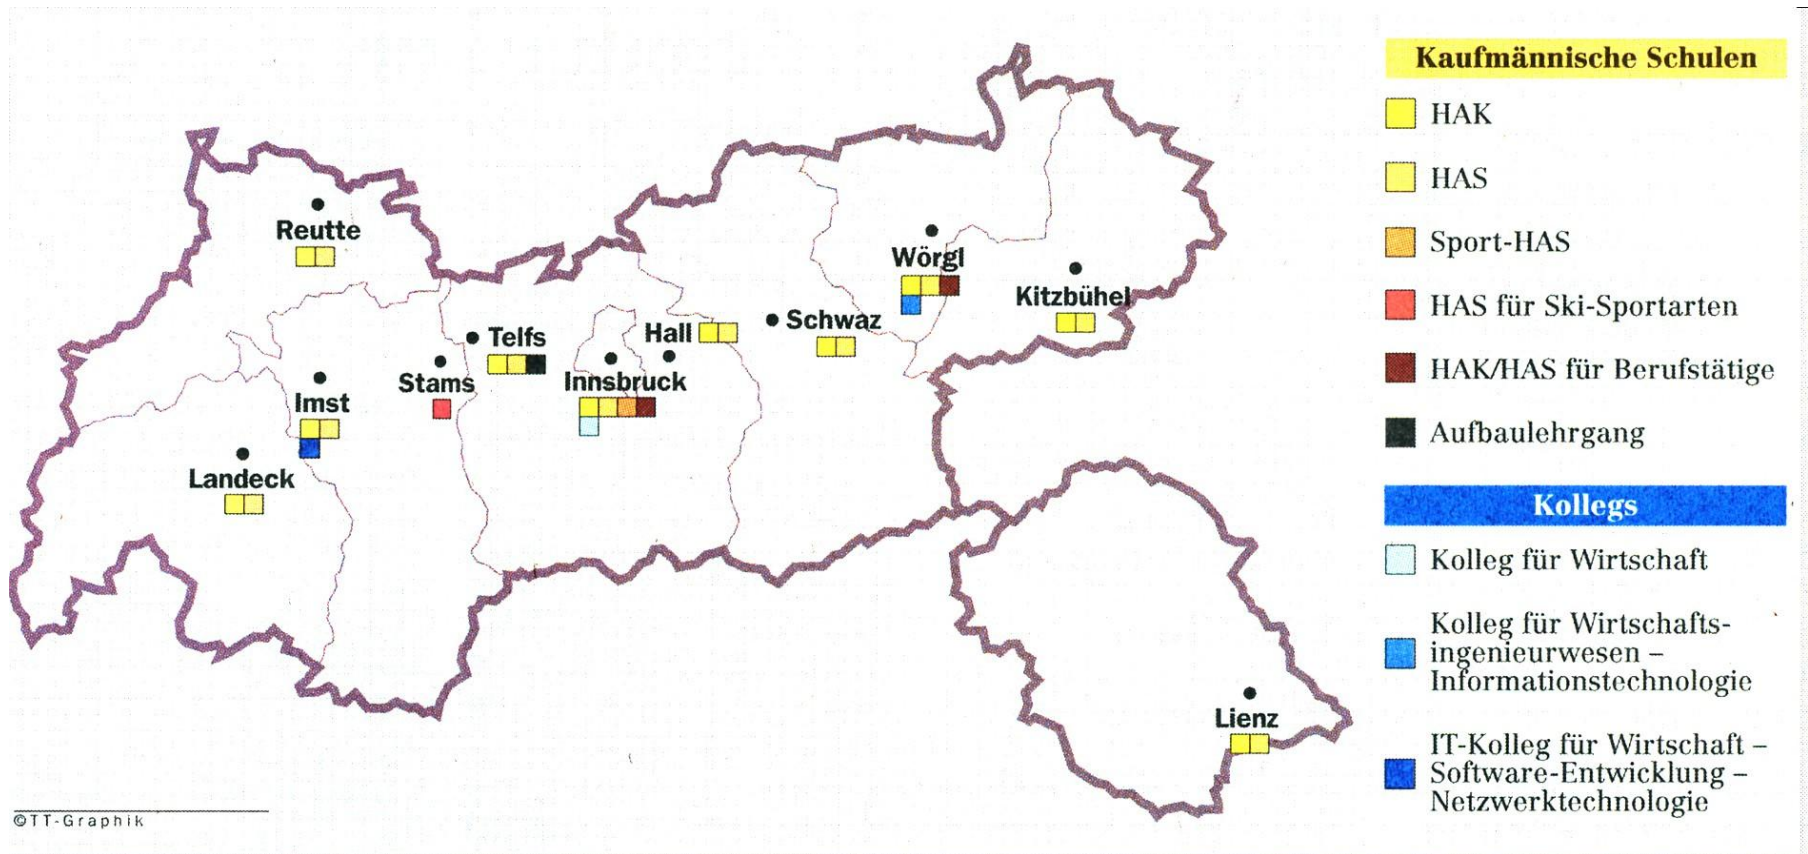 Kaufmännische Schulen
HAK
HAS
Sport-HAS
HAS für Ski-Sportarten
HAK/HAS für Berufstätige
Aufbaulehrgang
Kollegs
Kolleg für Wirtschaft
Kolleg für Wirtschafts-
ingenieurwesen –
Informationstechnologie
IT-Kolleg für Wirtschaft –
Software-Entwicklung –
Netzwerktechnologie
Reutte
Wörgl
Kitzbühel
Schwaz
Hall
Telfs
Innsbruck
Stams
Imst
Landeck
Lienz
©TT-Graphik